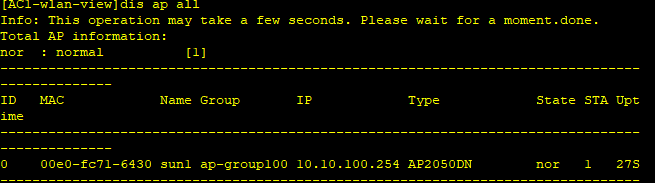 [AC1-wlan-view]dis ap all
Info: This operation may take a few seconds. Please wait for a moment.done.
Total AP information:
nor : normal [1]
--------------------------------------------------------------------------------
--------------
ID MAC Name Group IP Type State STA Upt
ime
--------------------------------------------------------------------------------
--------------
0 00e0-fc71-6430 sun1 ap-group100 10.10.100.254 AP2050DN nor 1 27S
--------------------------------------------------------------------------------